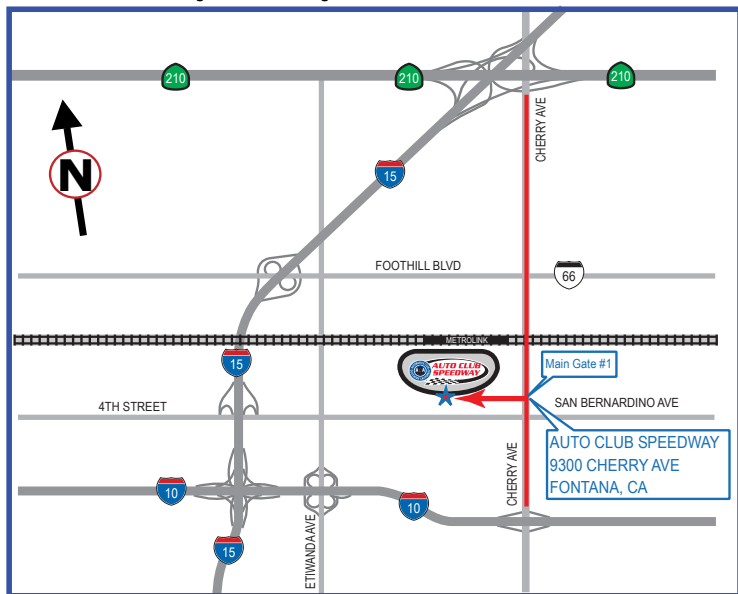 210
210
210
CHERRY AVE
N
15
FOOTHILL BLVD
66
METROLINK
15
AUTO CLUB
SPEEDWAY
Main Gate #1
4TH STREET
SAN BERNARDINO AVE
AUTO CLUB SPEEDWAY
9300 CHERRY AVE
FONTANA, CA
CHERRY AVE
10
10
ETIWANDA AVE
15